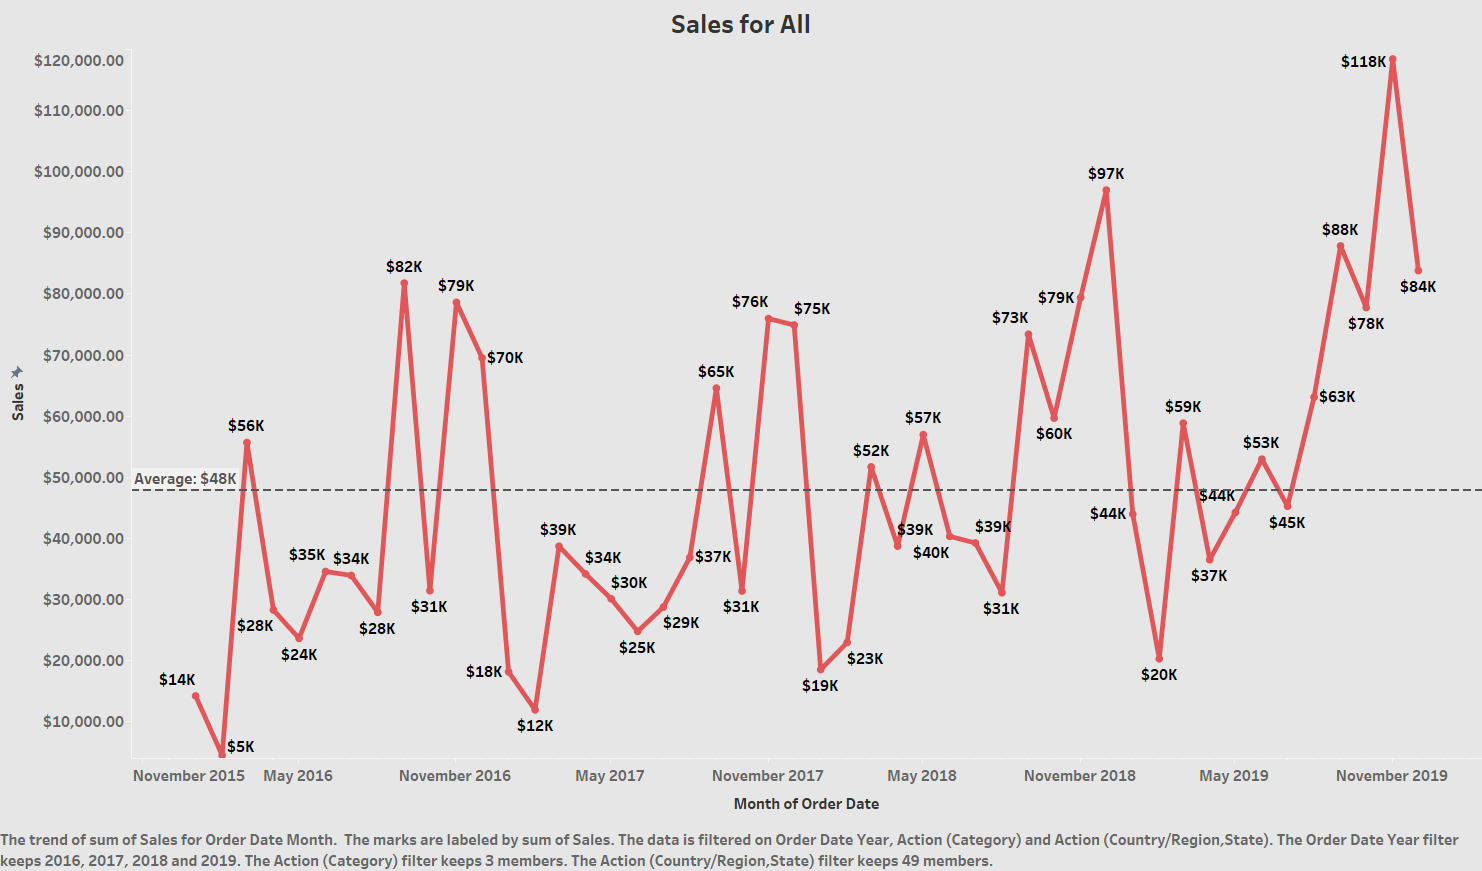 Sales for All
$120,000.00
$110,000.00
$100,000.00
$90,000.00
$80,000.00
$70,000.00
$60,000.00
$50,000.00
$40,000.00
$30,000.00
$20,000.00
$10,000.00
Sales
Average: $48K
$14K
$5K
$56K
$28K
$24K
$35K
$34K
$28K
$82K
$31K
$79K
$70K
$18K
$12K
$39K
$34K
$30K
$25K
$29K
$37K
$65K
$31K
$76K
$75K
$19K
$23K
$52K
$39K
$57K
$40K
$39K
$31K
$73K
$60K
$79K
$97K
$44K
$20K
$59K
$37K
$44K
$53K
$45K
$63K
$88K
$78K
$118K
$84K
November 2015
May 2016
November 2016
May 2017
November 2017
May 2018
November 2018
May 2019
November 2019
Month of Order Date
The trend of sum of Sales for Order Date Month.  The marks are labeled by sum of Sales. The data is filtered on Order Date Year, Action (Category) and Action (Country/Region,State). The Order Date Year filter
keeps 2016, 2017, 2018 and 2019. The Action (Category) filter keeps 3 members. The Action (Country/Region,State) filter keeps 49 members.